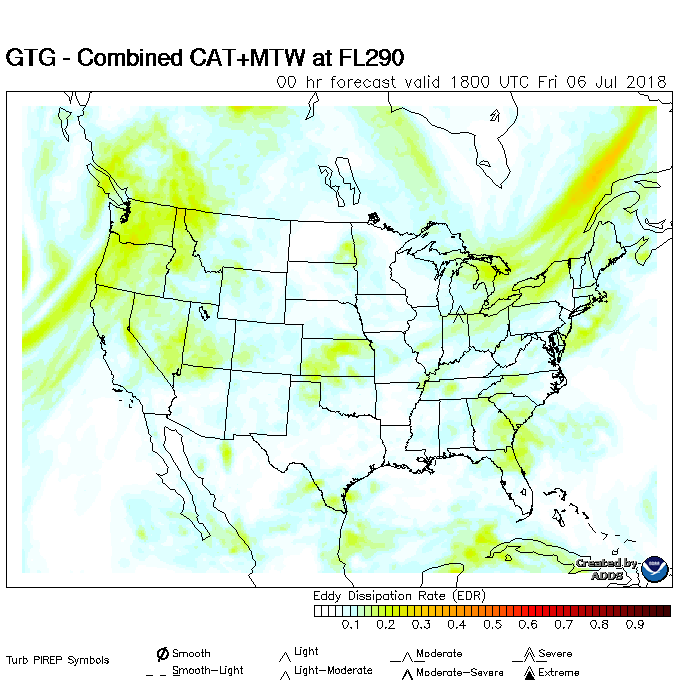 GTG - Combined CAT+MTW at FL290
00 hr forecast valid 1800 UTC Fri 06 Jul 2018
Created by
ADDS
Eddy Dissipation Rate (EDR)
0.1 0.2 0.3 0.4 0.5 0.6 0.7 0.8 0.9
Turb PIREP Symbols
Smooth Light Moderate Severe
Smooth-Light Light-Moderate Moderate-Severe Extreme